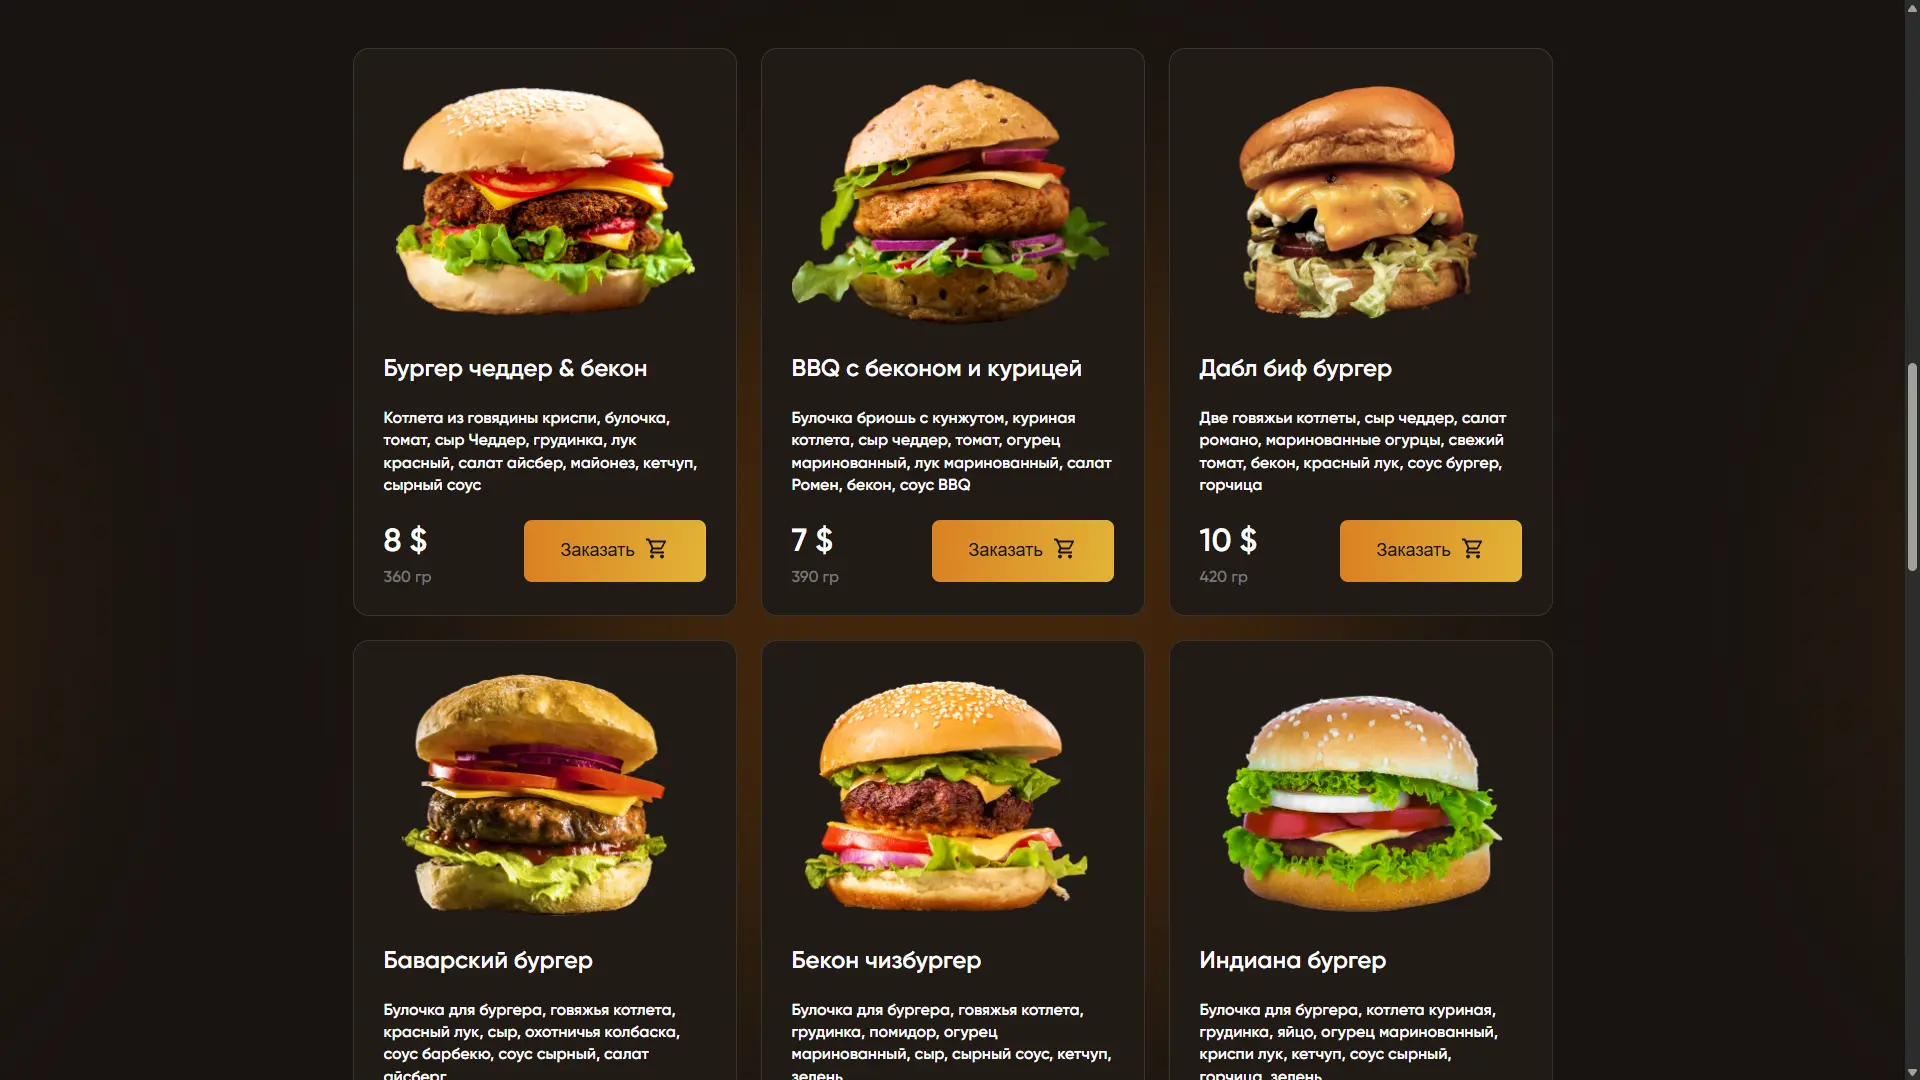 Бургер чеддер & бекон
Котлета из говядины криспи, булочка,
томат, сыр Чеддер, грудинка, лук
красный, салат айсбер, майонез, кетчуп,
сырный соус
8 $
360 гр
Заказать
BBQ с беконом и курицей
Булочка бриошь с кунжутом, куриная
котлета, сыр чеддер, томат, огурец
маринованный, лук маринованный, салат
Ромен, бекон, соус BBQ
7 $
390 гр
Заказать
Дабл биф бургер
Две говяжьи котлеты, сыр чеддер, салат
романо, маринованные огурцы, свежий
томат, бекон, красный лук, соус бургер,
горчица
10 $
420 гр
Заказать
Баварский бургер
Булочка для бургера, говяжья котлета,
красный лук, сыр, охотничья колбаска,
соус барбекю, соус сырный, салат
айсберг
Бекон чизбургер
Булочка для бургера, говяжья котлета,
грудинка, помидор, огурец
маринованный, сыр, сырный соус, кетчуп,
зелень
Индиана бургер
Булочка для бургера, котлета куриная,
грудинка, яйцо, огурец маринованный,
криспи лук, кетчуп, соус сырный,
горчица, зелень